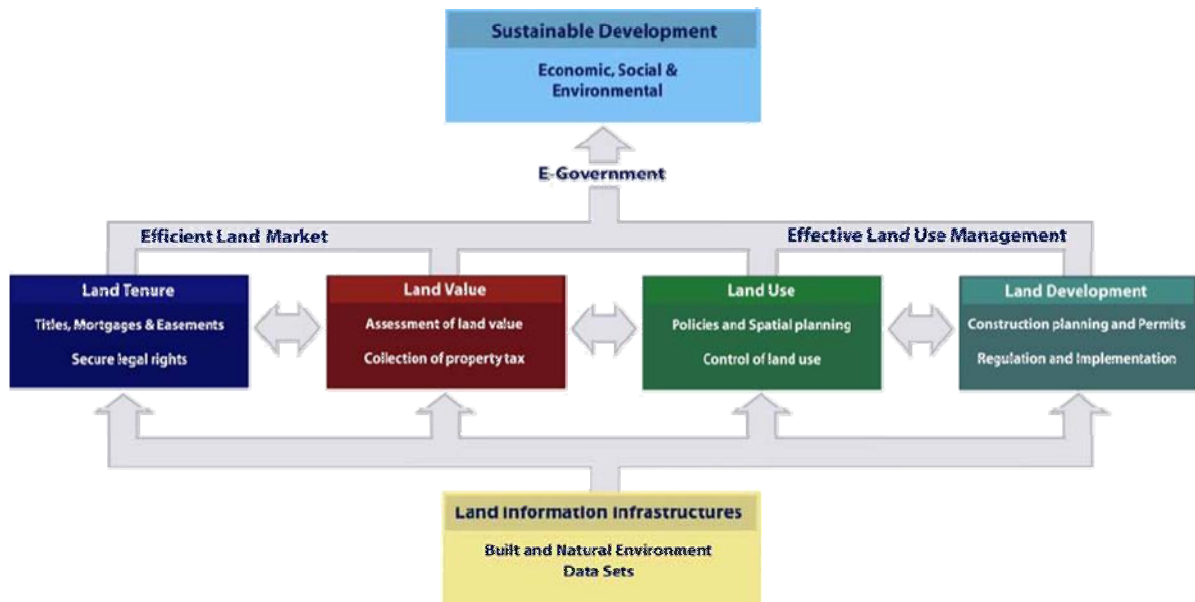 Sustainable Development
Economic, Social &
Environmental
E-Government
Efficient Land Market
Effective Land Use Management
Land Tenure
Titles, Mortgages & Easements
Secure legal rights
Land Value
Assessment of land value
Collection of property tax
Land Use
Policies and Spatial planning
Control of land use
Land Development
Construction planning and Permits
Regulation and Implementation
Land Information Infrastructures
Built and Natural Environment
Data Sets